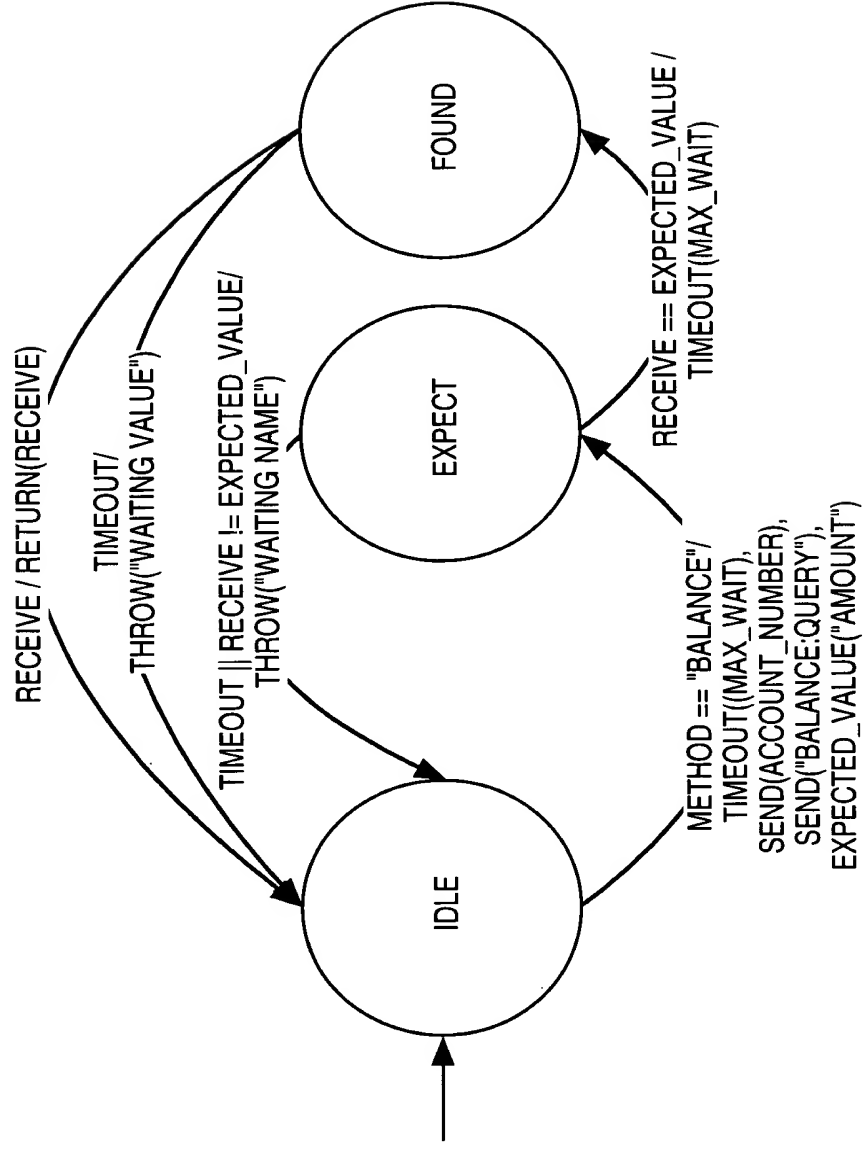 RECEIVE / RETURN(RECEIVE)
TIMEOUT/
THROW("WAITING VALUE")
TIMEOUT || RECEIVE != EXPECTED_VALUE/
THROW("WAITING NAME")
IDLE
EXPECT
FOUND
RECEIVE == EXPECTED_VALUE /
TIMEOUT(MAX_WAIT)
METHOD == "BALANCE"/
TIMEOUT((MAX_WAIT),
SEND(ACCOUNT_NUMBER),
SEND("BALANCE:QUERY"),
EXPECTED_VALUE("AMOUNT")